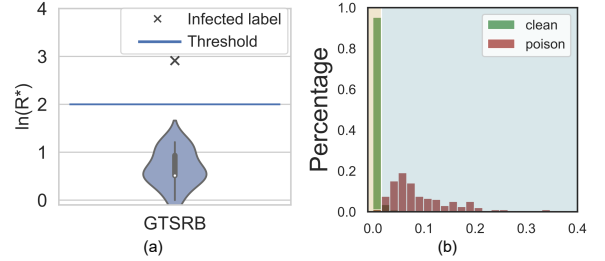 4
3
2
1
0
ln(R*)
Infected label
Threshold
GTSRB
(a)
1.0
0.8
0.6
0.4
0.2
0.0
Percentage
clean
poison
0.0 0.1 0.2 0.3 0.4
(b)